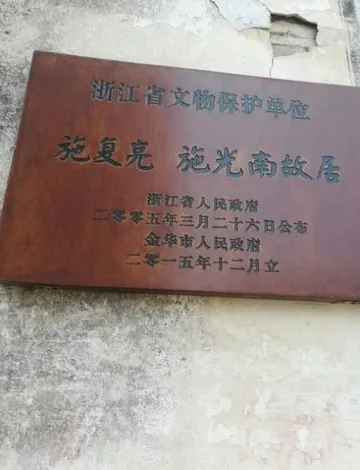 浙江省文物保护单位
施复亮 施光南故居
浙江省人民政府
二零零五年三月二十六日公布
金华市人民政府
二零一五年十二月立